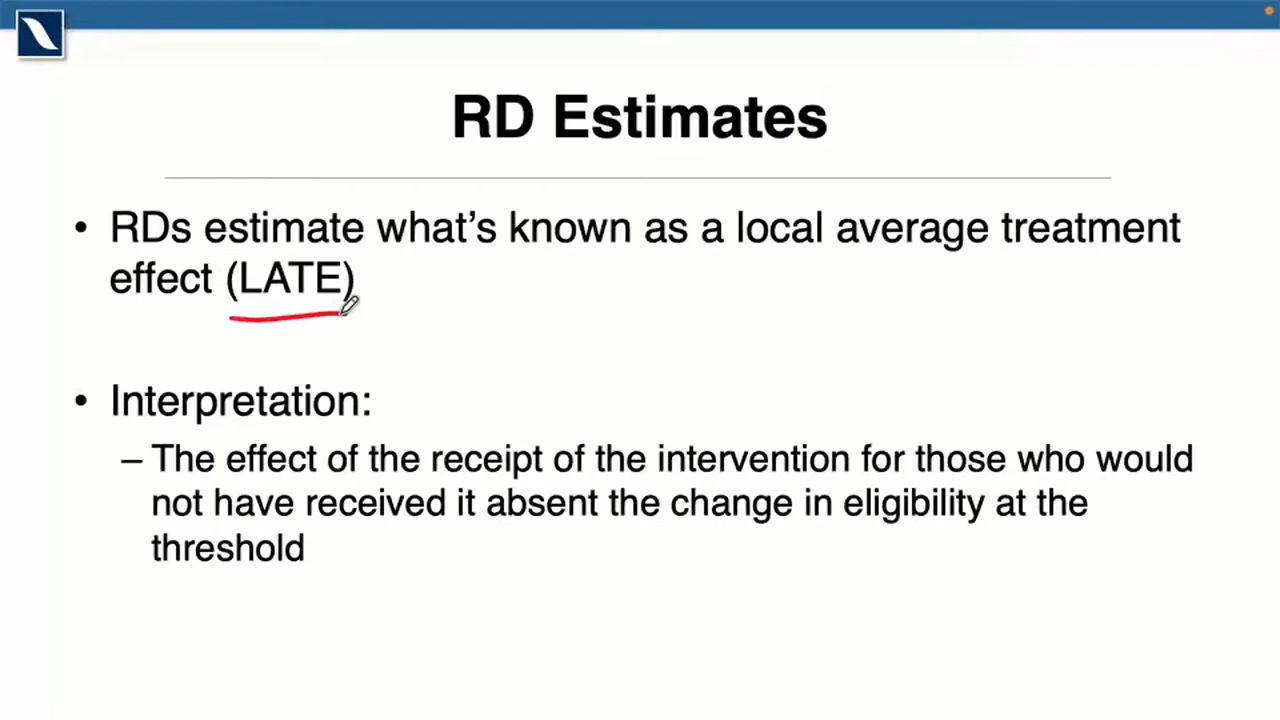 RD Estimates
• RDs estimate what's known as a local average treatment
effect (LATE)
• Interpretation:
– The effect of the receipt of the intervention for those who would
not have received it absent the change in eligibility at the
threshold